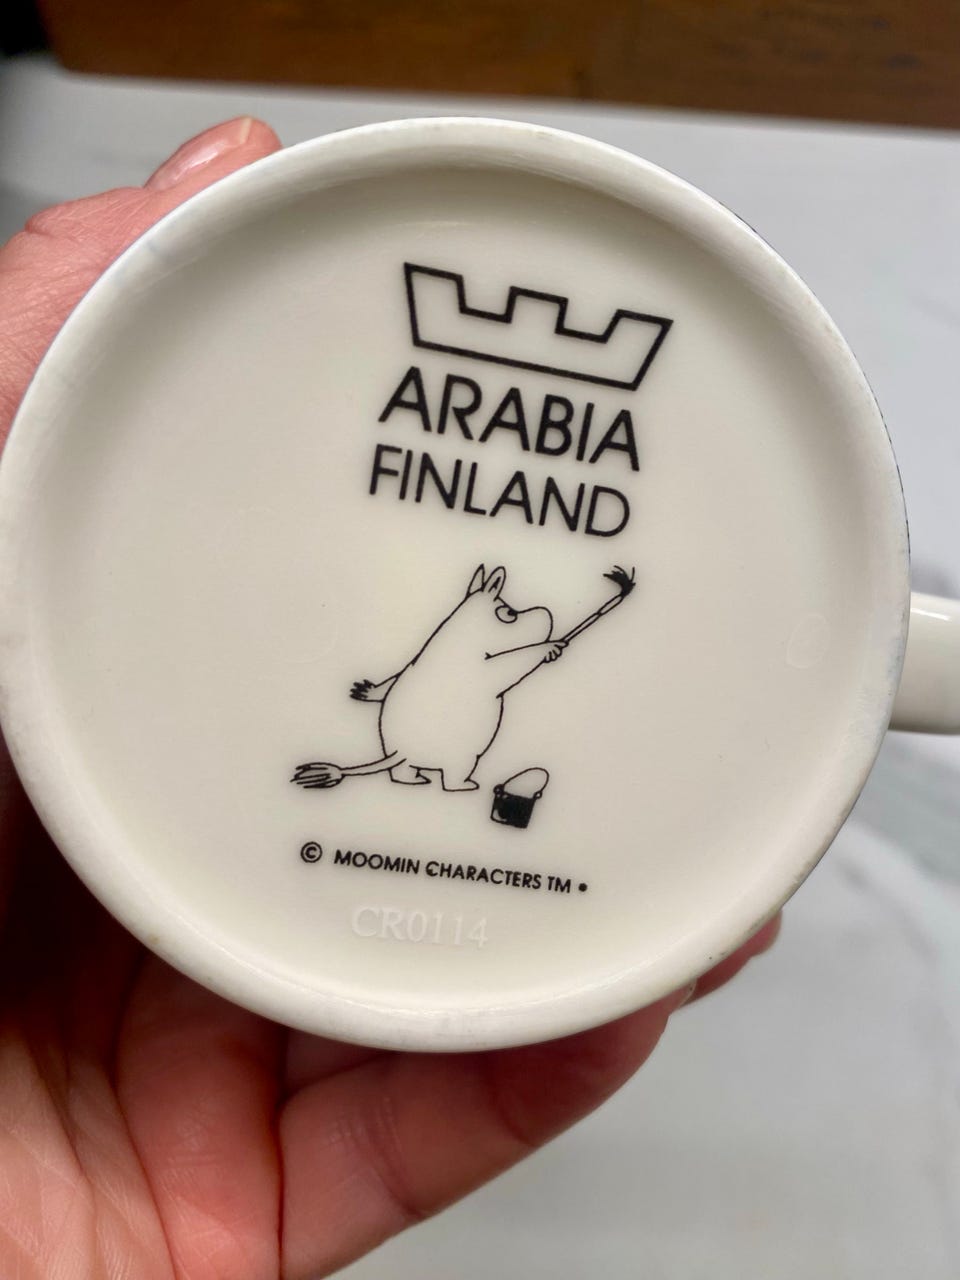 ARABIA
FINLAND
© MOOMIN CHARACTERS TM •
CR0114